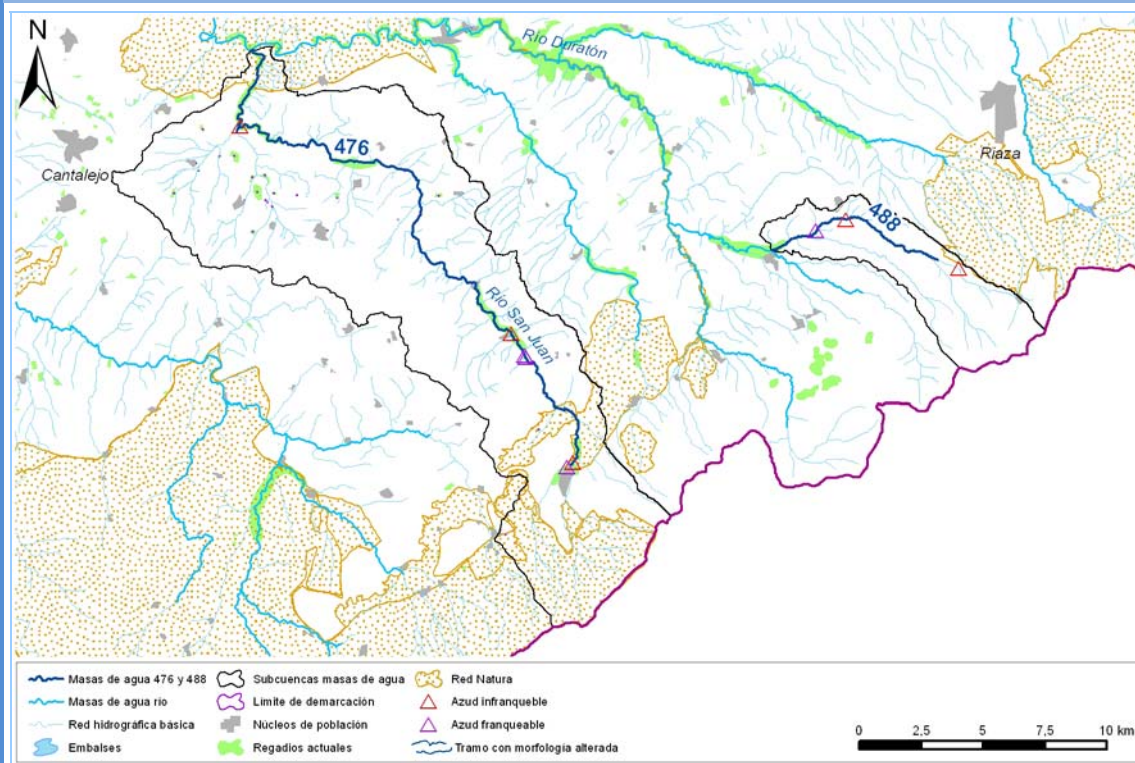 N
Río Duratón
Riaza
476
Cantalejo
488
Río San Juan
Masas de agua 476 y 488
Subcuencas masas de agua
Red Natura
Masas de agua río
Límite de demarcación
Azud infranqueable
Red hidrográfica básica
Núcleos de población
Azud franqueable
Embalses
Regadíos actuales
Tramo con morfología alterada
0 2,5 5 7,5 10 km